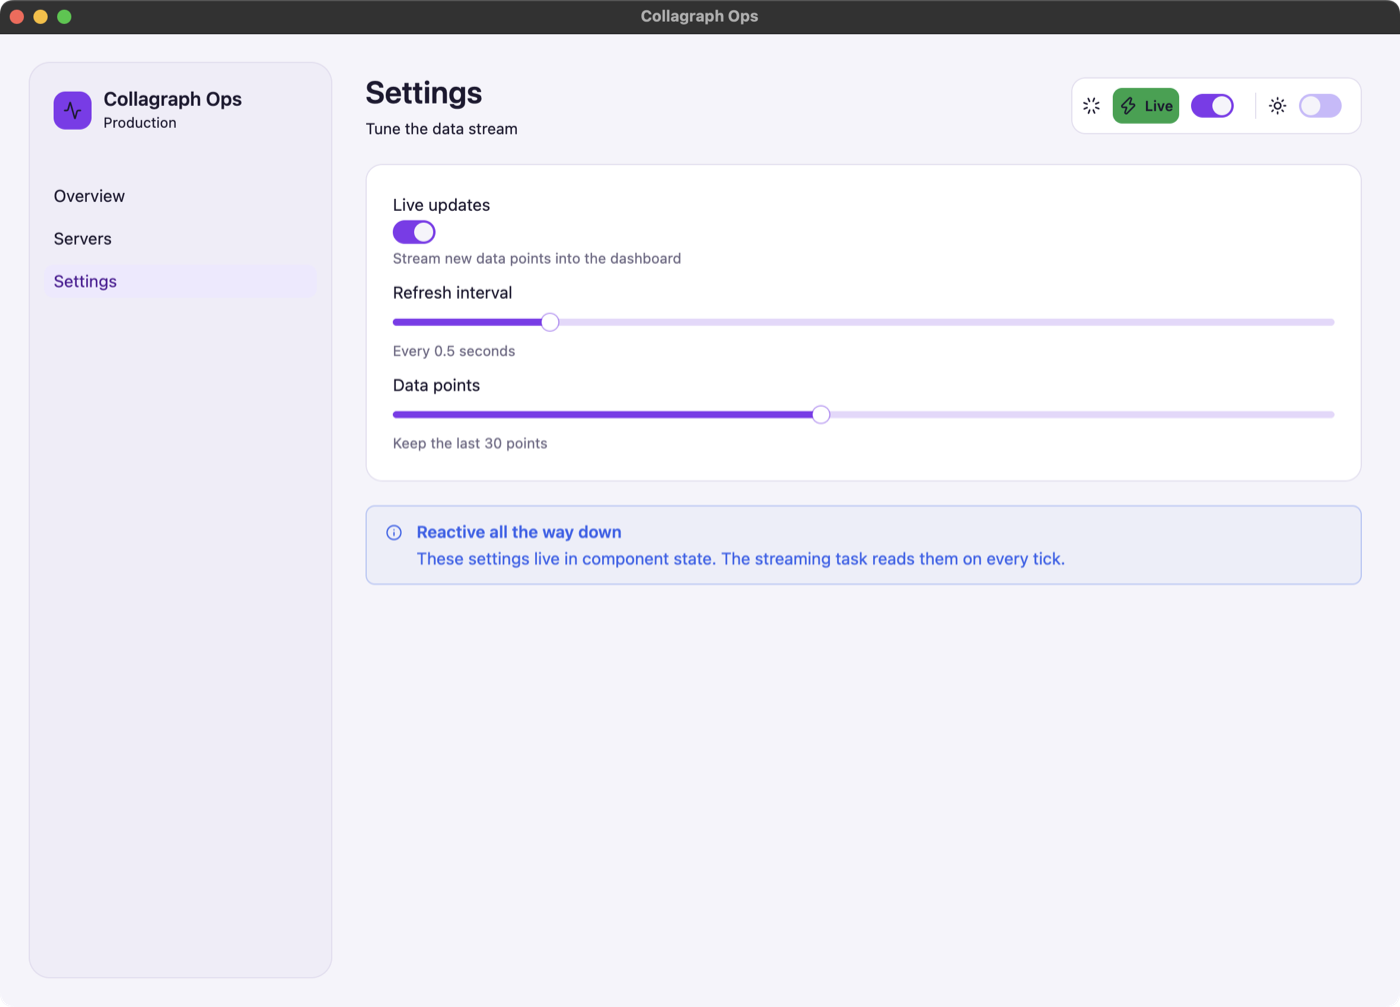 Collagraph Ops
Collagraph Ops
Production
Overview
Servers
Settings
Settings
Tune the data stream
Live
Live updates
Stream new data points into the dashboard
Refresh interval
Every 0.5 seconds
Data points
Keep the last 30 points
Reactive all the way down
These settings live in component state. The streaming task reads them on every tick.